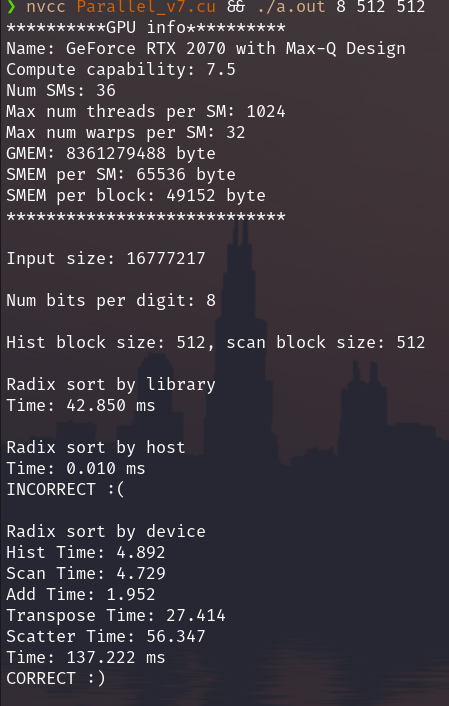 ❯ nvcc Parallel_v7.cu && ./a.out 8 512 512
**********GPU info**********
Name: GeForce RTX 2070 with Max-Q Design
Compute capability: 7.5
Num SMs: 36
Max num threads per SM: 1024
Max num warps per SM: 32
GMEM: 8361279488 byte
SMEM per SM: 65536 byte
SMEM per block: 49152 byte
****************************
Input size: 16777217
Num bits per digit: 8
Hist block size: 512, scan block size: 512
Radix sort by library
Time: 42.850 ms
Radix sort by host
Time: 0.010 ms
INCORRECT :(
Radix sort by device
Hist Time: 4.892
Scan Time: 4.729
Add Time: 1.952
Transpose Time: 27.414
Scatter Time: 56.347
Time: 137.222 ms
CORRECT :)